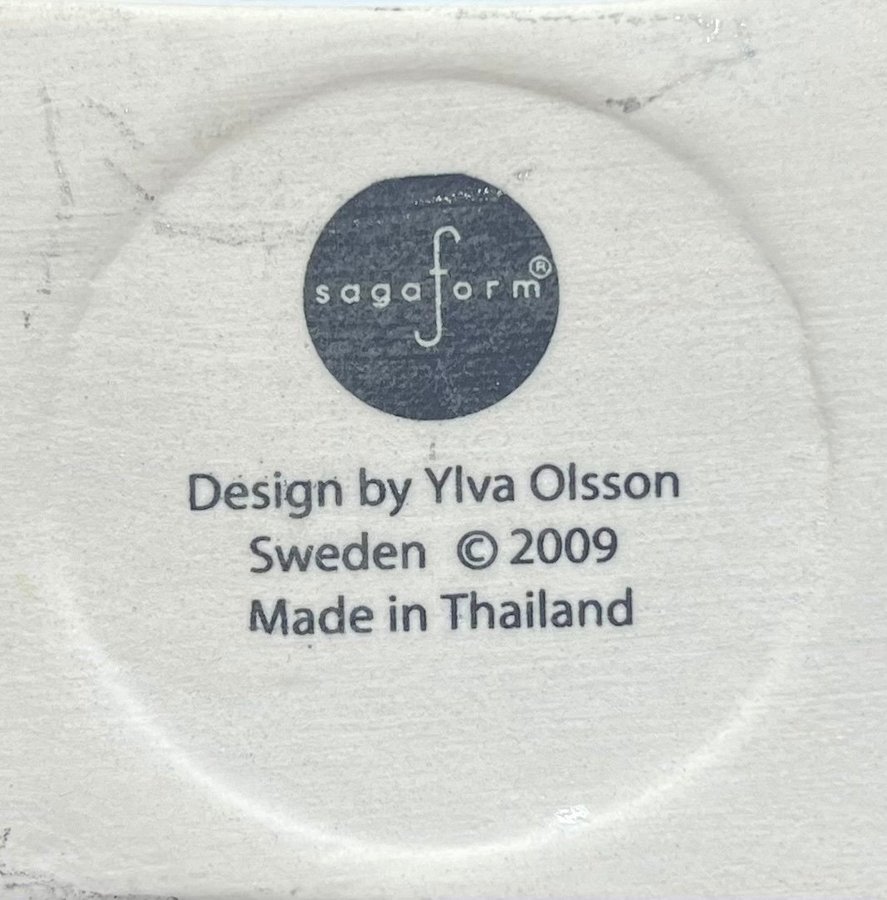 sagaform®
Design by Ylva Olsson
Sweden © 2009
Made in Thailand